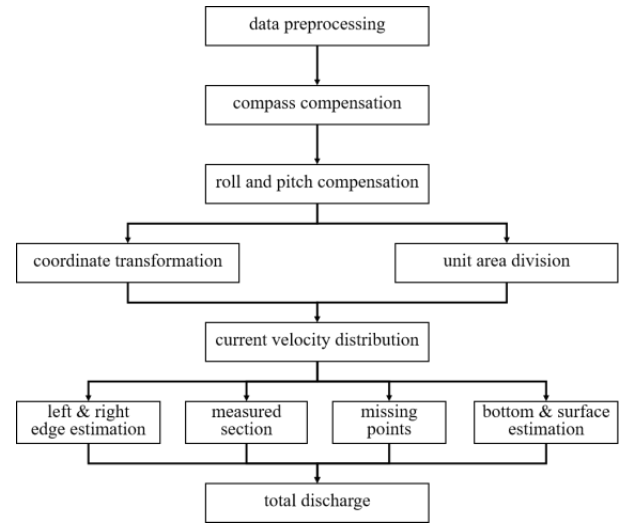 data preprocessing
compass compensation
roll and pitch compensation
coordinate transformation
unit area division
current velocity distribution
left & right
edge estimation
measured
section
missing
points
bottom & surface
estimation
total discharge